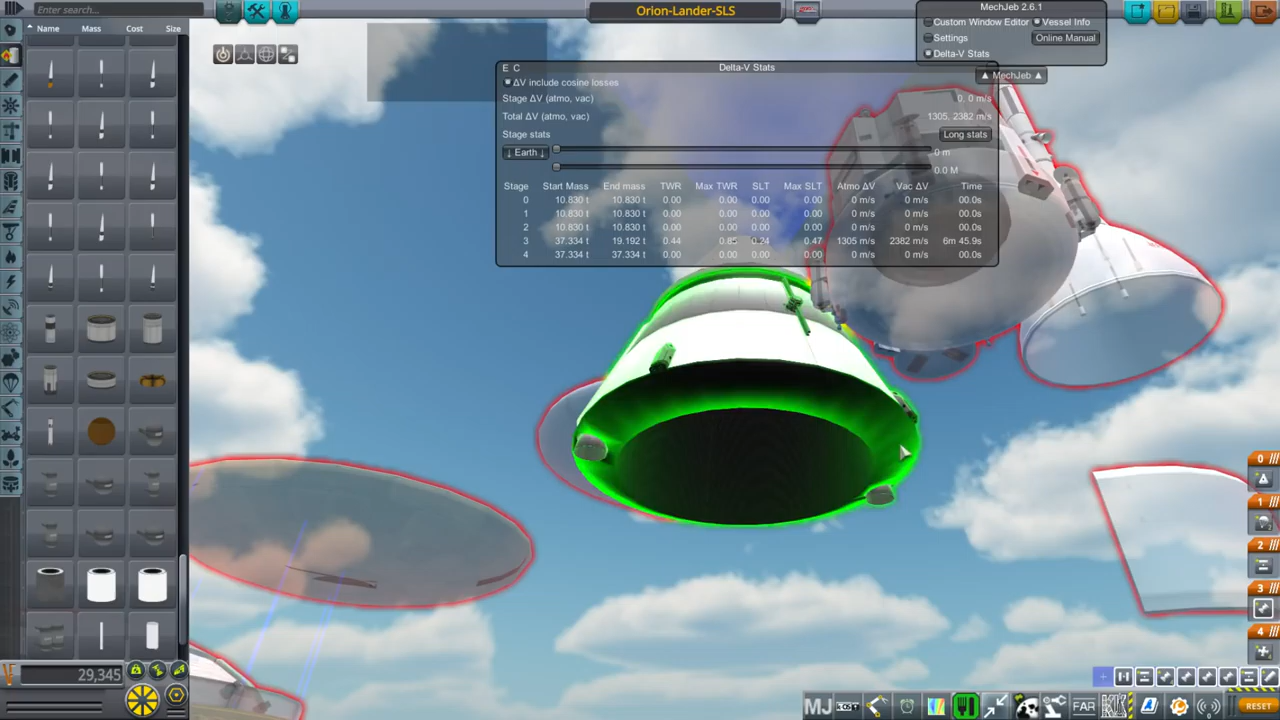 Enter search...
Name Mass Cost Size
Orion-Lander-SLS
MechJeb 2.6.1
Custom Window Editor Vessel Info
Settings Online Manual
Delta-V Stats
▲ MechJeb ▲
E C Delta-V Stats
ΔV include cosine losses
Stage ΔV (atmo, vac) 0, 0 m/s
Total ΔV (atmo, vac) 1305, 2382 m/s
Stage stats Long stats
↓ Earth ↓ 0 m
0.0 M
Stage Start Mass End mass TWR Max TWR SLT Max SLT Atmo ΔV Vac ΔV Time
0 10.830 t 10.830 t 0.00 0.00 0.00 0.00 0 m/s 0 m/s 00.0s
1 10.830 t 10.830 t 0.00 0.00 0.00 0.00 0 m/s 0 m/s 00.0s
2 10.830 t 10.830 t 0.00 0.00 0.00 0.00 0 m/s 0 m/s 00.0s
3 37.334 t 19.192 t 0.44 0.85 0.24 0.47 1305 m/s 2382 m/s 6m 45.9s
4 37.334 t 37.334 t 0.00 0.00 0.00 0.00 0 m/s 0 m/s 00.0s
0
1
2
3
4
29,345
MJ FAR KK RESET